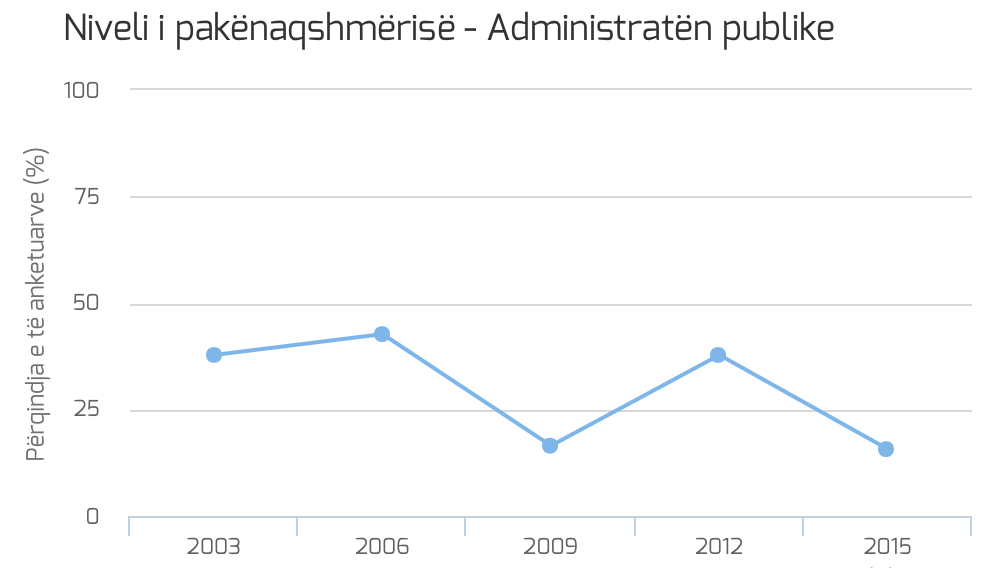 Niveli i pakënaqshmërisë - Administratën publike
100
Përqindja e të anketuarve (%)
75
50
25
0
2003 2006 2009 2012 2015